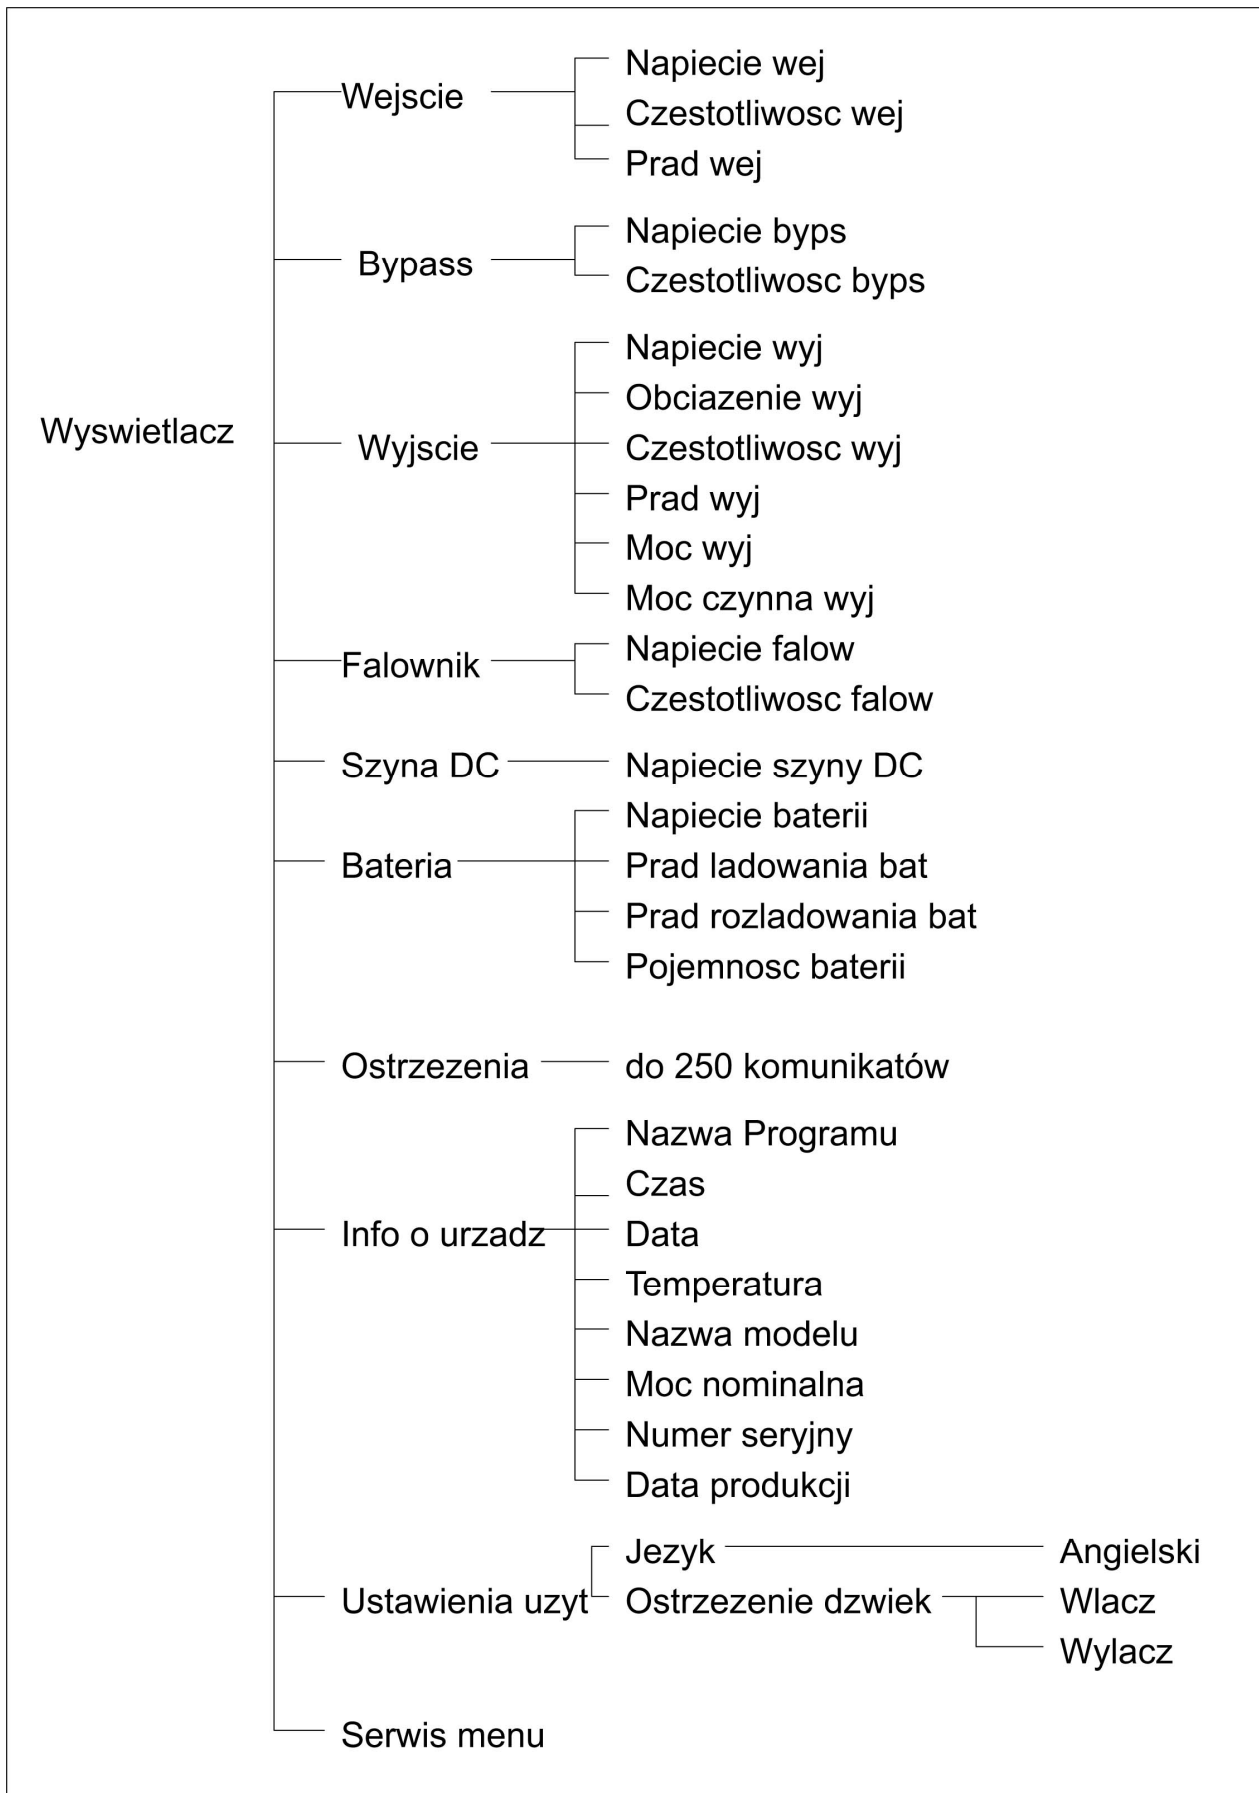 Wyswietlacz
Wejscie
Napiecie wej
Czestotliwosc wej
Prad wej
Bypass
Napiecie byps
Czestotliwosc byps
Wyjscie
Napiecie wyj
Obciazenie wyj
Czestotliwosc wyj
Prad wyj
Moc wyj
Moc czynna wyj
Falownik
Napiecie falow
Czestotliwosc falow
Szyna DC
Napiecie szyny DC
Bateria
Napiecie baterii
Prad ladowania bat
Prad rozladowania bat
Pojemnosc baterii
Ostrzezenia
do 250 komunikatów
Info o urzadz
Nazwa Programu
Czas
Data
Temperatura
Nazwa modelu
Moc nominalna
Numer seryjny
Data produkcji
Ustawienia uzyt
Jezyk
Angielski
Ostrzezenie dzwiek
Wlacz
Wylacz
Serwis menu